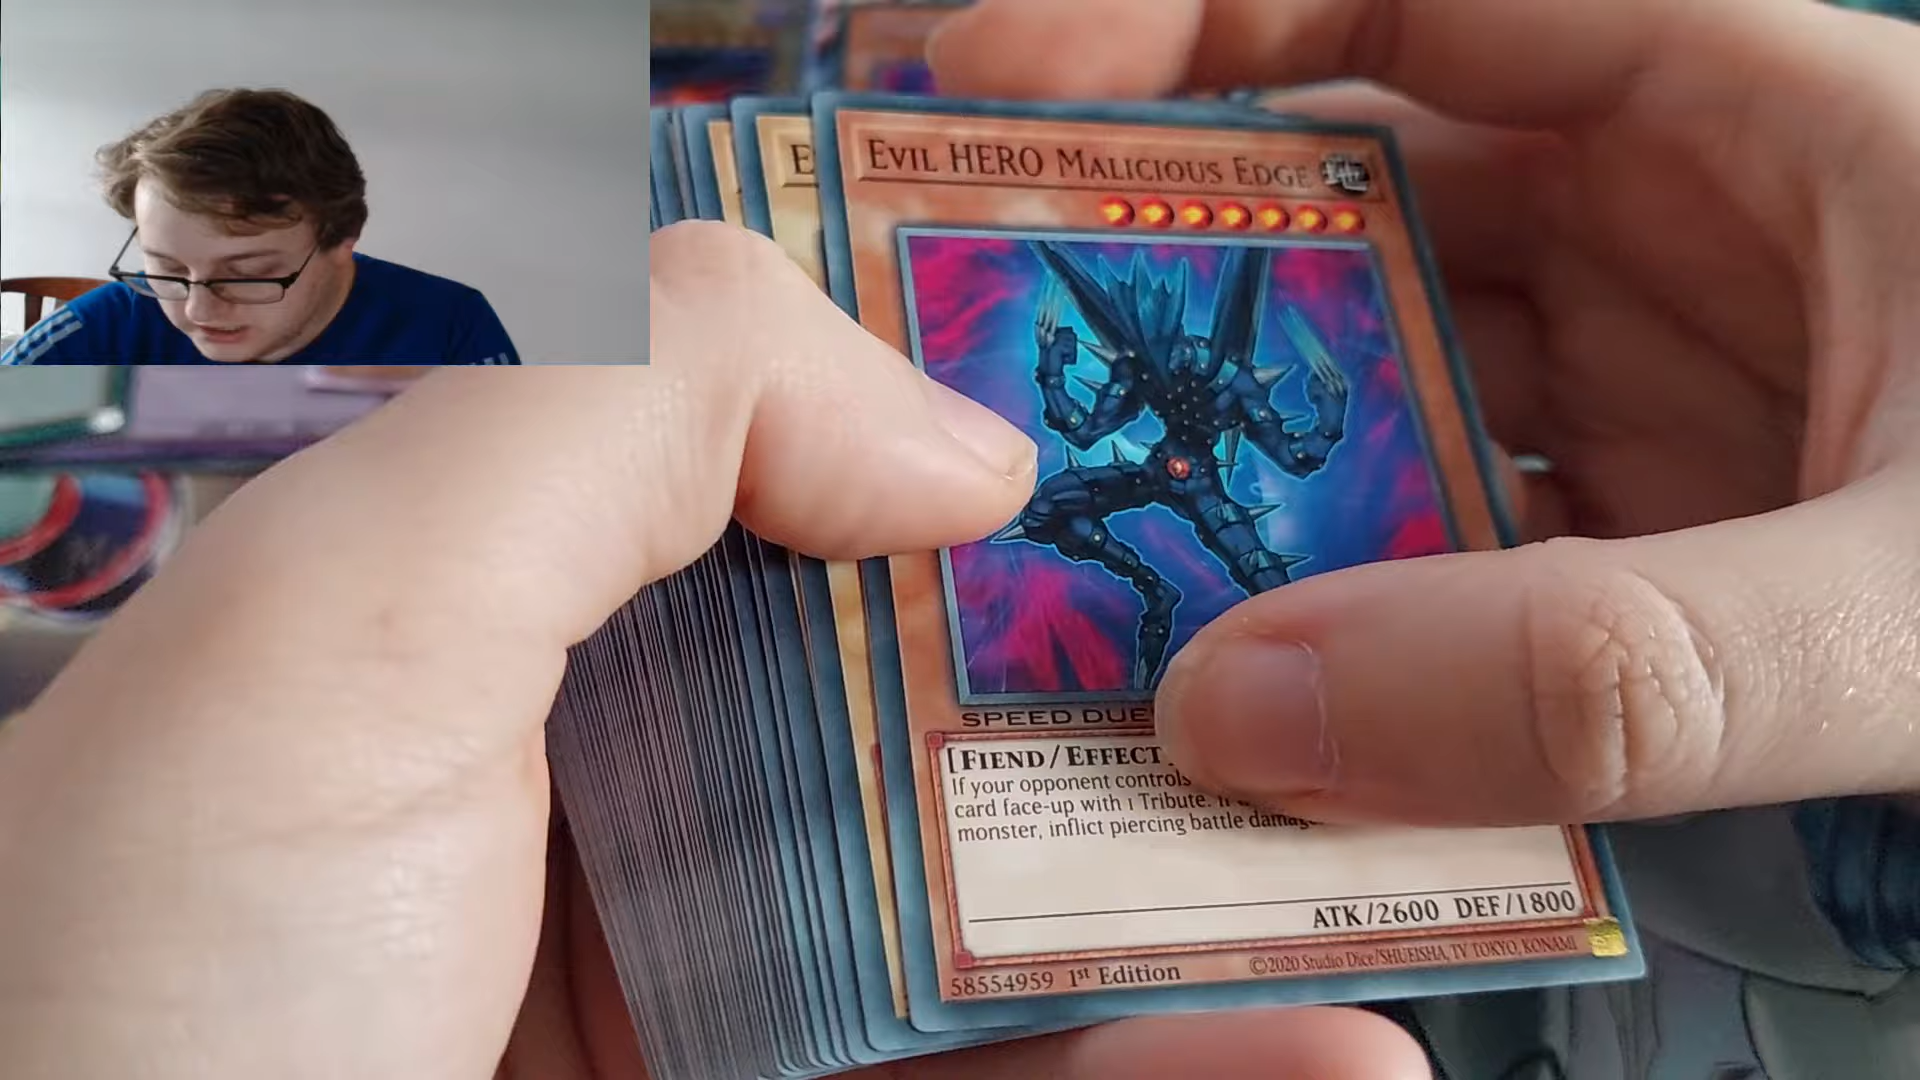 E
EVIL HERO MALICIOUS EDGE
SPEED DUE
[FIEND/EFFECT
If your opponent controls
card face-up with 1 Tribute. If
monster, inflict piercing battle damage
ATK/2600 DEF/1800
58554959 1st Edition
©2020 Studio Dice/SHUEISHA, TV TOKYO, KONAMI